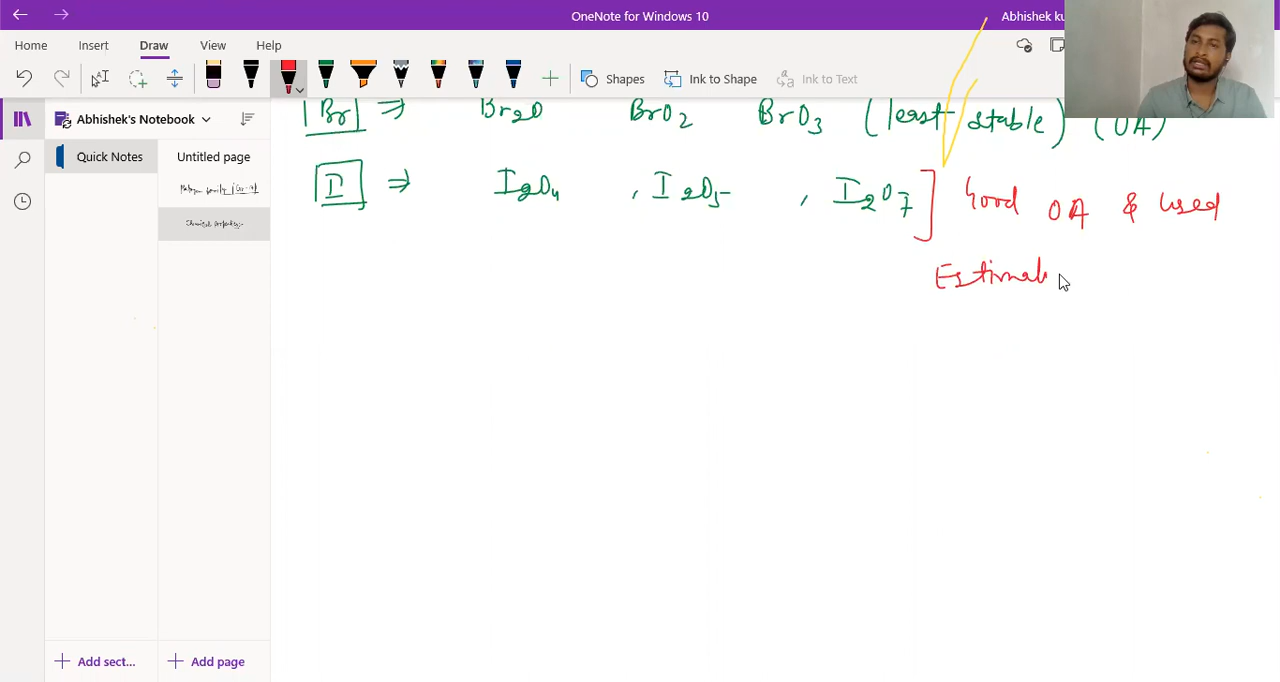 OneNote for Windows 10
Abhishek ku
Home Insert Draw View Help
Shapes Ink to Shape Ink to Text
Abhishek's Notebook
Quick Notes
Untitled page
Add sect...
Add page
Br ⇒ Br2O BrO2 BrO3 (least stable) (OA)
I ⇒ I2O4 , I2O5 , I2O7 ] Good OA & used
Estimab